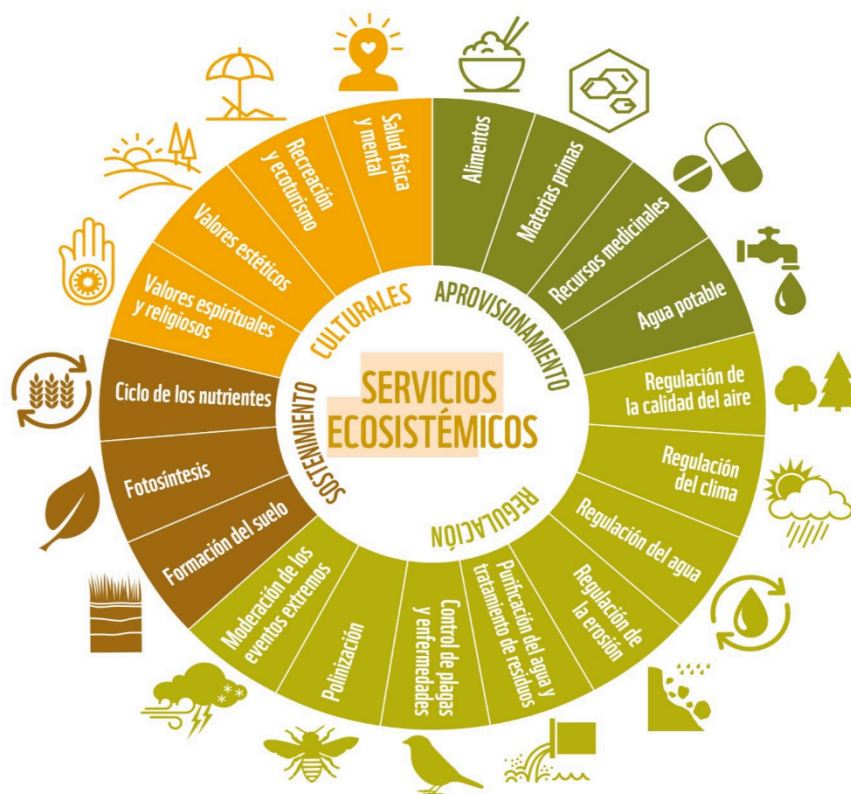 SERVICIOS
ECOSISTÉMICOS
CULTURALES
APROVISIONAMIENTO
REGULACIÓN
SOSTENIMIENTO
Alimentos
Materias primas
Recursos medicinales
Agua potable
Regulación de
la calidad del aire
Regulación
del clima
Regulación del agua
Regulación de
la erosión
Purificación del agua y
tratamiento de residuos
Control de plagas
y enfermedades
Polinización
Moderación de los
eventos extremos
Formación del suelo
Fotosíntesis
Ciclo de los nutrientes
Valores espirituales
y religiosos
Valores estéticos
Recreación
y ecoturismo
Salud física
y mental